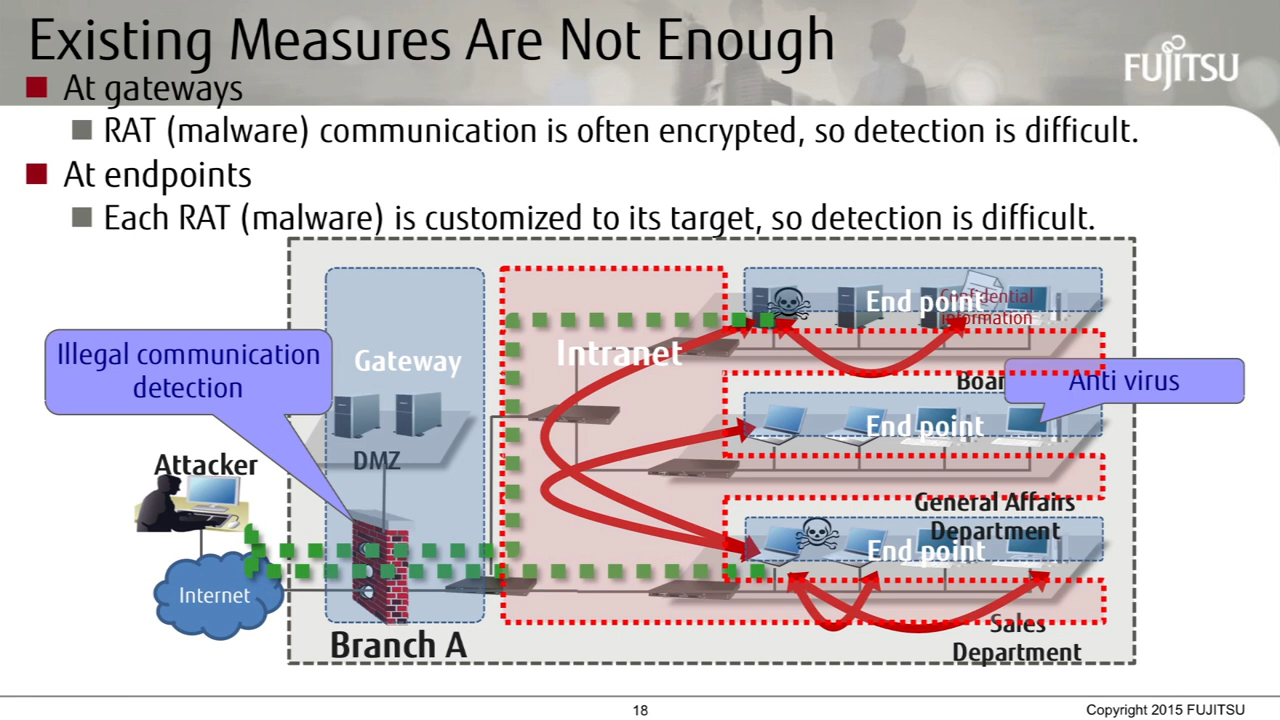 Existing Measures Are Not Enough
FUJITSU
At gateways
RAT (malware) communication is often encrypted, so detection is difficult.
At endpoints
Each RAT (malware) is customized to its target, so detection is difficult.
Illegal communication
detection
Gateway
DMZ
Intranet
End point
Confidential
information
Anti virus
End point
General Affairs
Department
End point
Sales
Department
Attacker
Internet
Branch A
18
Copyright 2015 FUJITSU